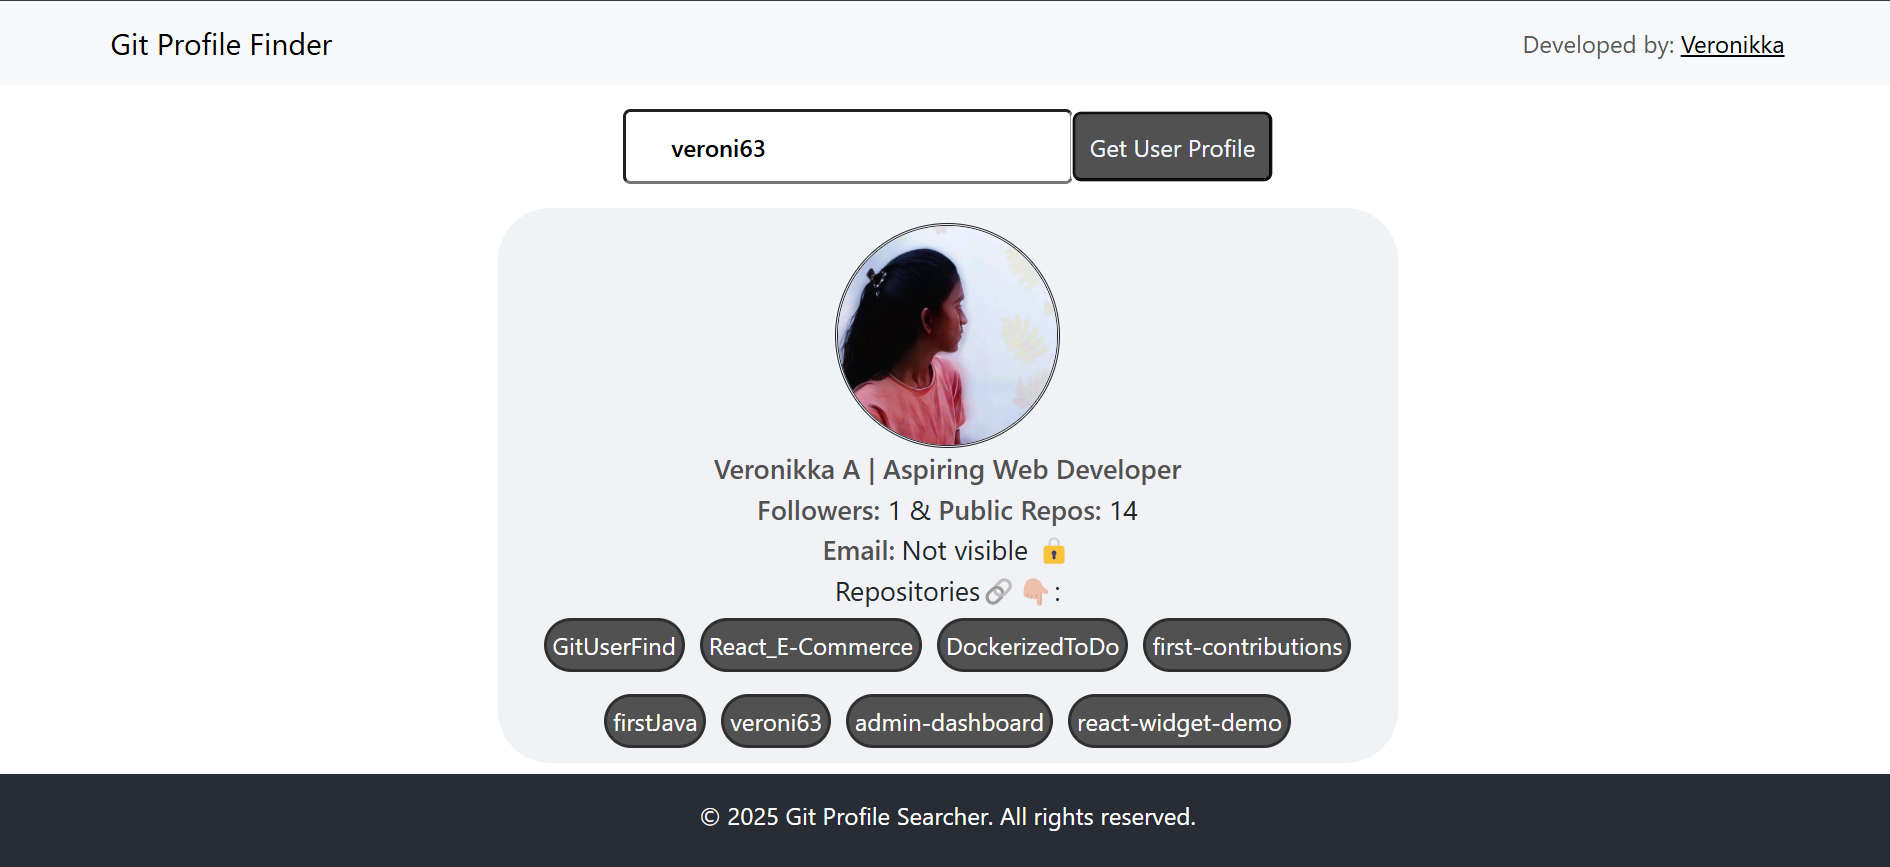 Git Profile Finder
Developed by: Veronikka
veroni63
Get User Profile
Veronikka A | Aspiring Web Developer
Followers: 1 & Public Repos: 14
Email: Not visible 🔒
Repositories🔗 👇🏼:
GitUserFind React_E-Commerce DockerizedToDo first-contributions
firstJava veroni63 admin-dashboard react-widget-demo
© 2025 Git Profile Searcher. All rights reserved.